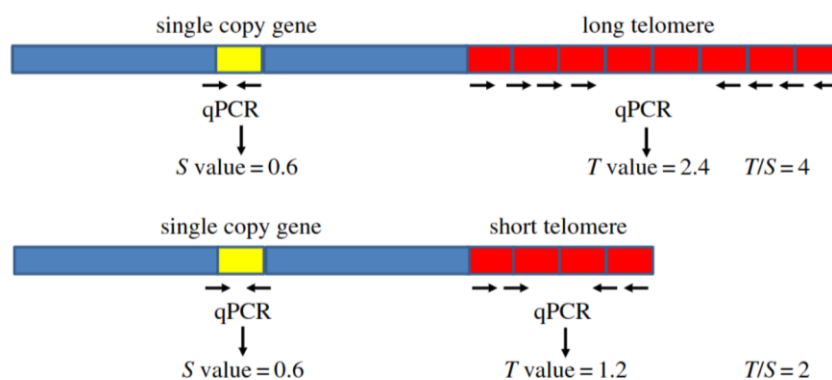 single copy gene long telomere
qPCR qPCR
S value = 0.6 T value = 2.4 T/S = 4
single copy gene short telomere
qPCR qPCR
S value = 0.6 T value = 1.2 T/S = 2